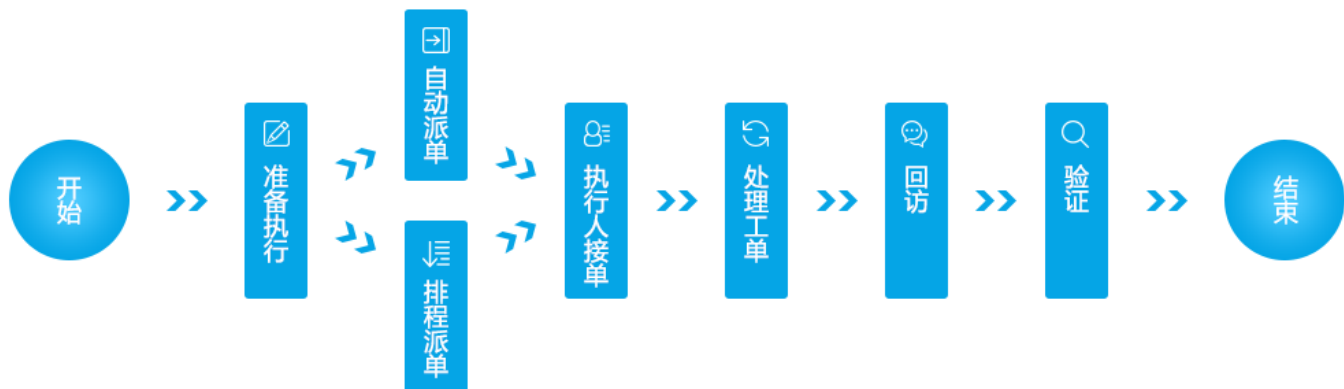 开始
准备执行
自动派单
排程派单
执行人接单
处理工单
回访
验证
结束